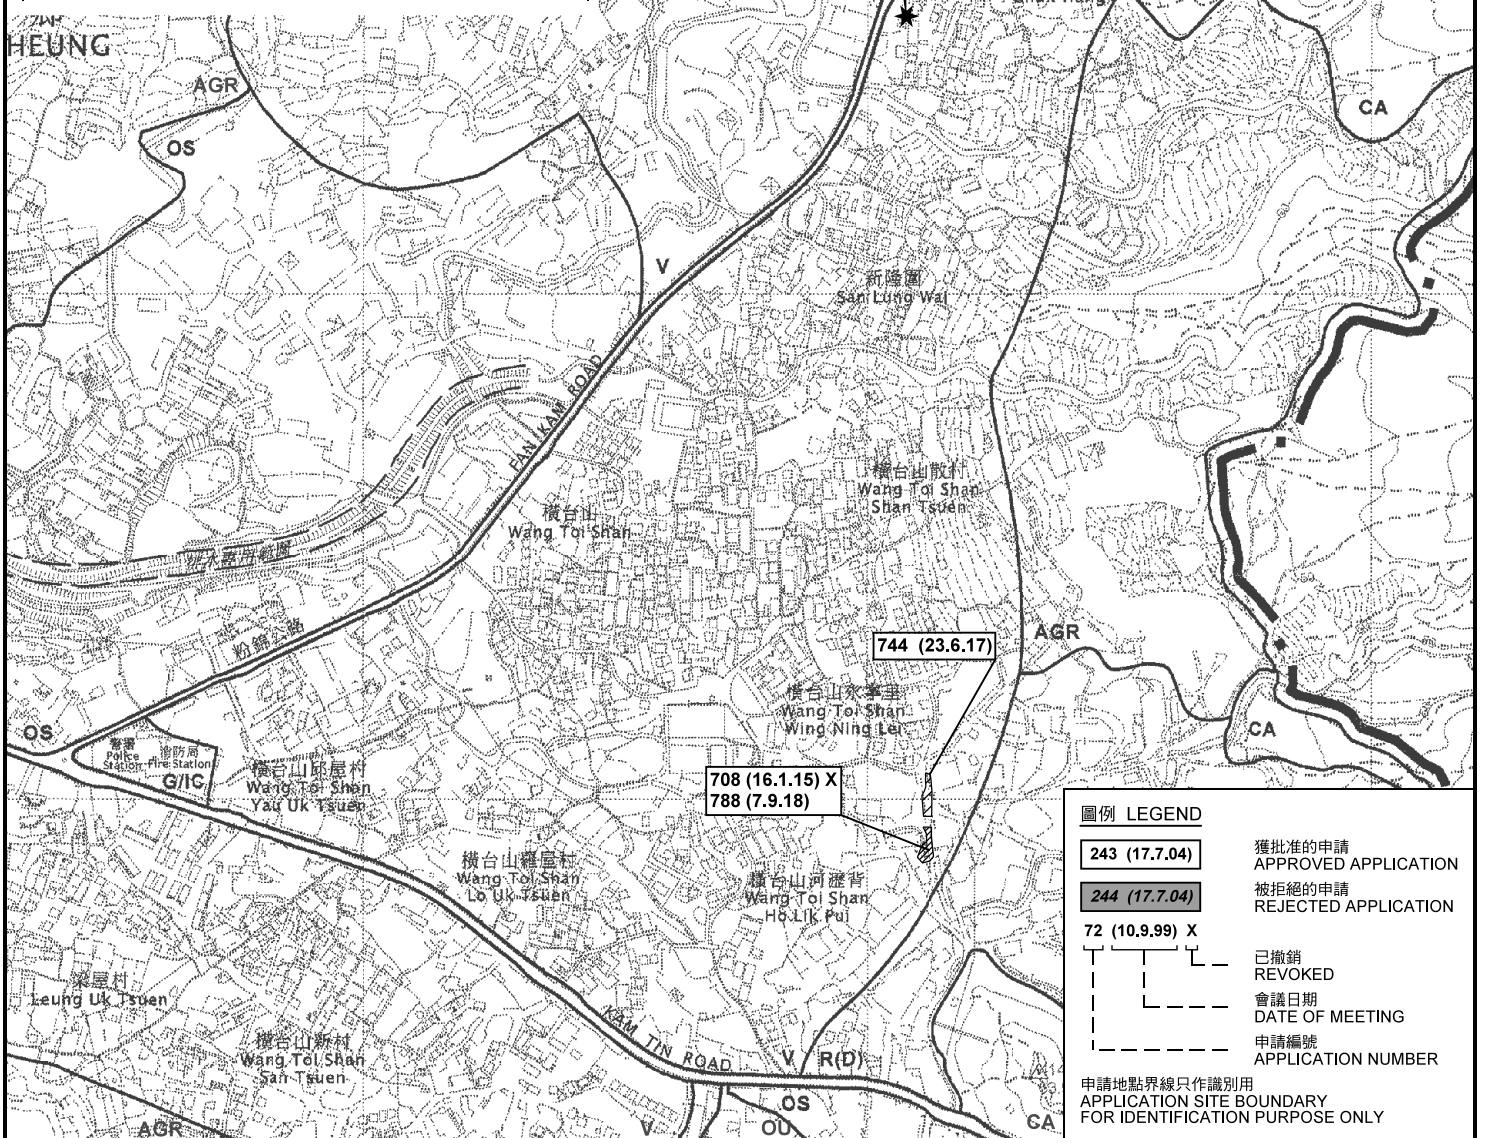 HEUNG
AGR
OS
CA
V
新隆圍
San Lung Wai
FAN KAM ROAD
橫台山散村
Wang Toi Shan
Shan Tsuen
橫台山
Wang Toi Shan
粉錦公路
744 (23.6.17)
AGR
橫台山永寧里
Wang Toi Shan
Wing Ning Lei
OS
警署
Police
Station
消防局
Fire Station
G/IC
橫台山邱屋村
Wang Toi Shan
Yau Uk Tsuen
708 (16.1.15) X
788 (7.9.18)
CA
橫台山羅屋村
Wang Toi Shan
Lo Uk Tsuen
橫台山河瀝背
Wang Toi Shan
Ho Lik Pui
梁屋村
Leung Uk Tsuen
橫台山新村
Wang Toi Shan
San Tsuen
KAM TIN ROAD
V
R(D)
OS
OU
V
AGR
CA
圖例 LEGEND
243 (17.7.04)
獲批准的申請
APPROVED APPLICATION
244 (17.7.04)
被拒絕的申請
REJECTED APPLICATION
72 (10.9.99) X
已撤銷
REVOKED
會議日期
DATE OF MEETING
申請編號
APPLICATION NUMBER
申請地點界線只作識別用
APPLICATION SITE BOUNDARY
FOR IDENTIFICATION PURPOSE ONLY